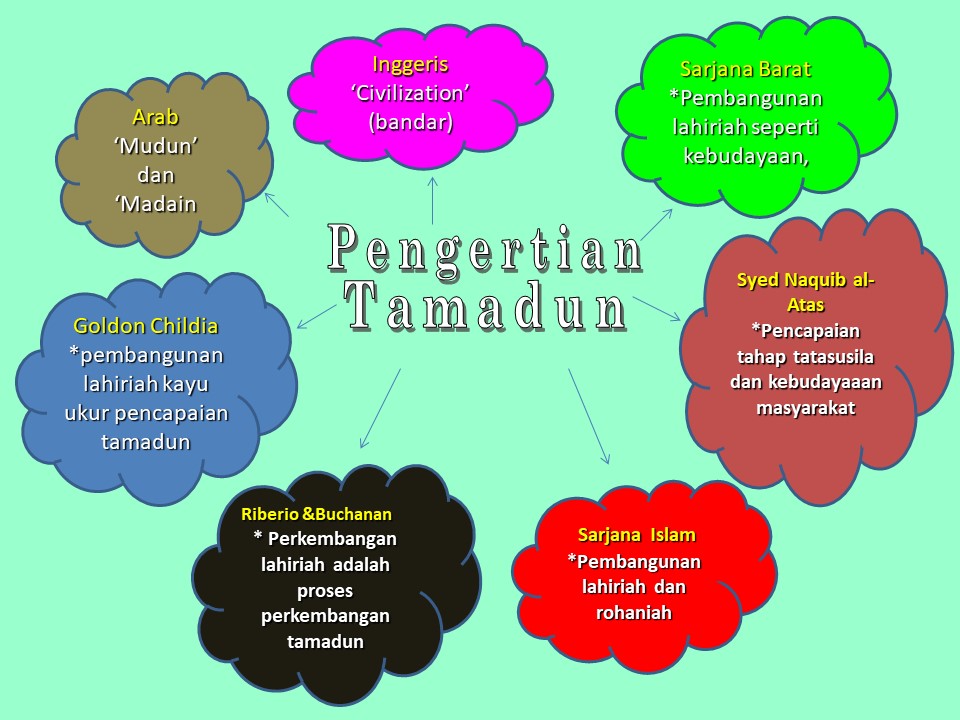 Inggeris
‘Civilization’
(bandar)
Sarjana Barat
*Pembangunan
lahiriah seperti
kebudayaan,
Arab
‘Mudun’
dan
‘Madain
Pengertian
Tamadun
Syed Naquib al-
Atas
*Pencapaian
tahap tatasusila
dan kebudayaaan
masyarakat
Goldon Childia
*pembangunan
lahiriah kayu
ukur pencapaian
tamadun
Riberio &Buchanan
* Perkembangan
lahiriah adalah
proses
perkembangan
tamadun
Sarjana Islam
*Pembangunan
lahiriah dan
rohaniah